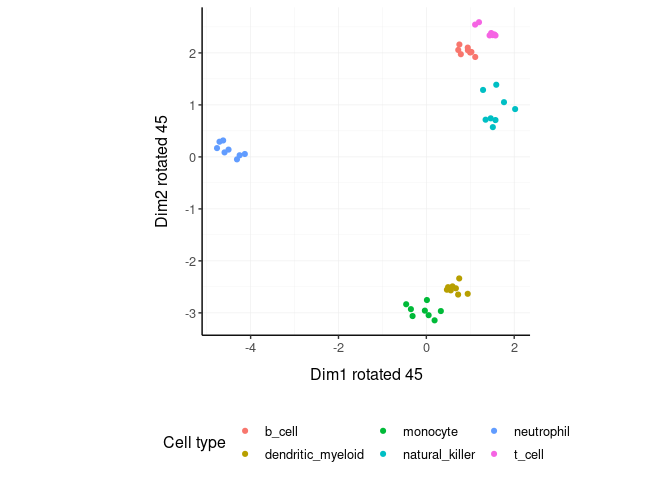 2
1
0
-1
-2
-3
Dim2 rotated 45
-4 -2 0 2
Dim1 rotated 45
Cell type
b_cell monocyte neutrophil
dendritic_myeloid natural_killer t_cell